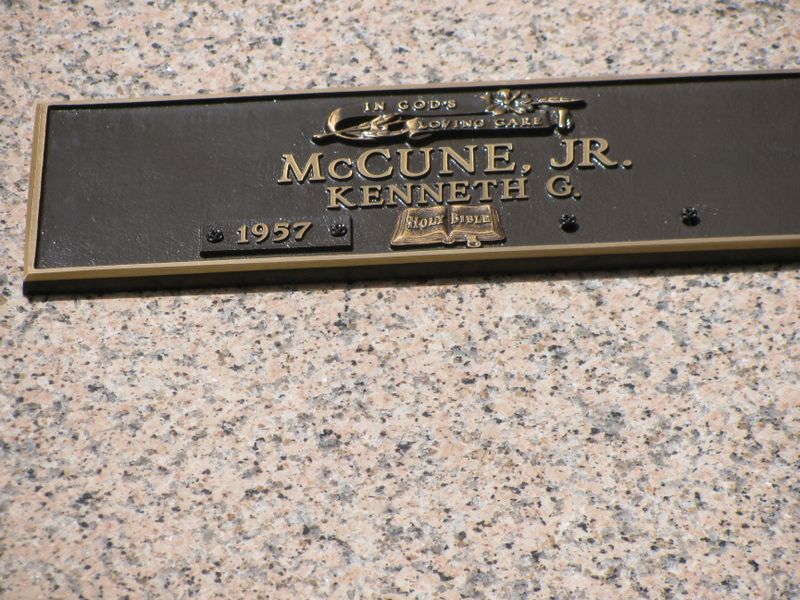 IN GOD'S
LOVING CARE
McCUNE, JR.
KENNETH G.
1957
HOLY BIBLE